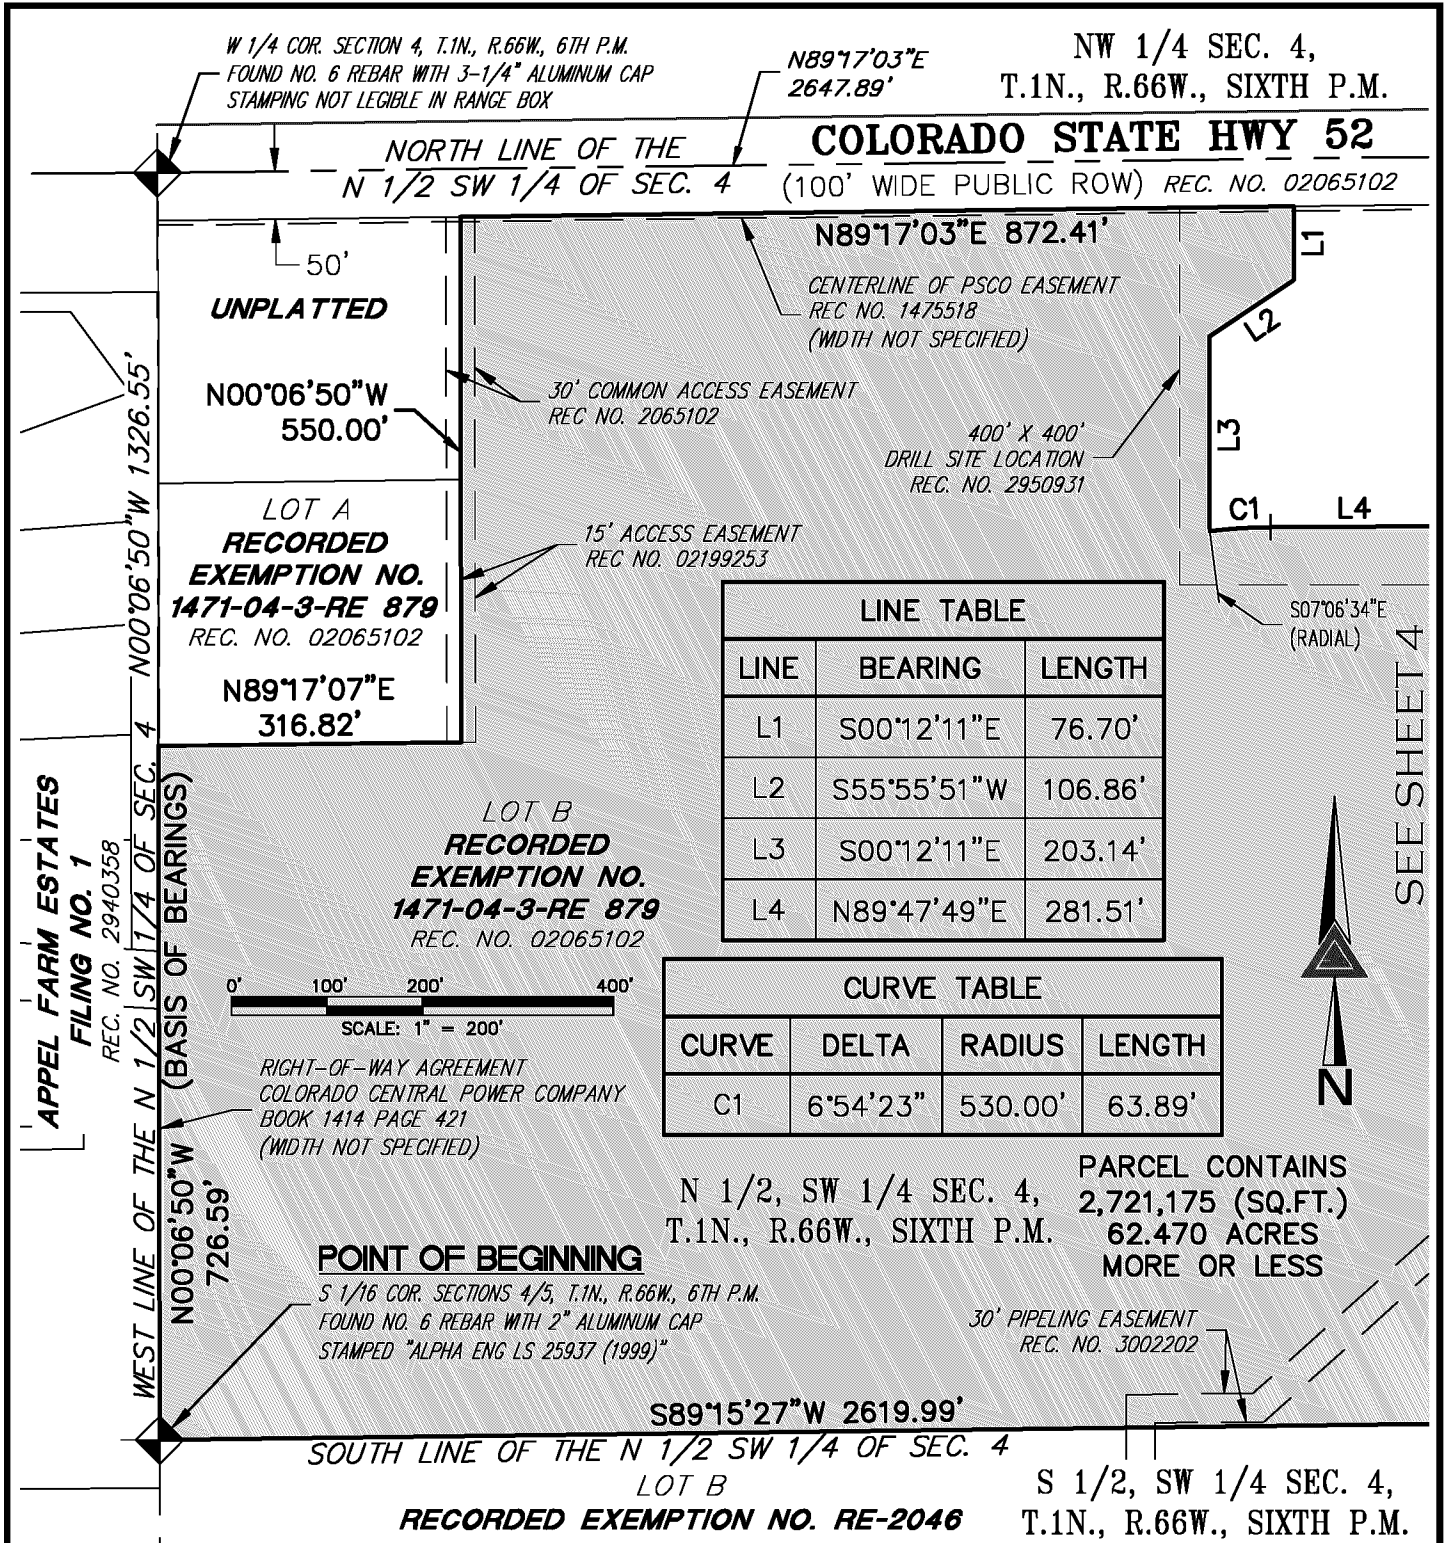 W 1/4 COR. SECTION 4, T.1N., R.66W., 6TH P.M.
FOUND NO. 6 REBAR WITH 3-1/4" ALUMINUM CAP
STAMPING NOT LEGIBLE IN RANGE BOX
N89°17'03"E
2647.89'
NW 1/4 SEC. 4,
T.1N., R.66W., SIXTH P.M.
COLORADO STATE HWY 52
NORTH LINE OF THE
N 1/2 SW 1/4 OF SEC. 4
(100' WIDE PUBLIC ROW) REC. NO. 02065102
N89°17'03"E 872.41'
L1
50'
CENTERLINE OF PSCO EASEMENT
REC NO. 1475518
(WIDTH NOT SPECIFIED)
UNPLATTED
L2
N00°06'50"W
550.00'
30' COMMON ACCESS EASEMENT
REC NO. 2065102
L3
400' X 400'
DRILL SITE LOCATION
REC. NO. 2950931
C1
L4
LOT A
RECORDED
EXEMPTION NO.
1471-04-3-RE 879
REC. NO. 02065102
15' ACCESS EASEMENT
REC NO. 02199253
S07°06'34"E
(RADIAL)
N89°17'07"E
316.82'
LINE TABLE
LINE BEARING LENGTH
L1 S00°12'11"E 76.70'
L2 S55°55'51"W 106.86'
L3 S00°12'11"E 203.14'
L4 N89°47'49"E 281.51'
SEE SHEET 4
WEST LINE OF THE N 1/2 SW 1/4 OF SEC. 4 N00°06'50"W 1326.55'
(BASIS OF BEARINGS)
APPEL FARM ESTATES
FILING NO. 1
REC. NO. 2940358
LOT B
RECORDED
EXEMPTION NO.
1471-04-3-RE 879
REC. NO. 02065102
0' 100' 200' 400'
SCALE: 1" = 200'
CURVE TABLE
CURVE DELTA RADIUS LENGTH
C1 6°54'23" 530.00' 63.89'
N
RIGHT-OF-WAY AGREEMENT
COLORADO CENTRAL POWER COMPANY
BOOK 1414 PAGE 421
(WIDTH NOT SPECIFIED)
N00°06'50"W
726.59'
N 1/2, SW 1/4 SEC. 4,
T.1N., R.66W., SIXTH P.M.
PARCEL CONTAINS
2,721,175 (SQ.FT.)
62.470 ACRES
MORE OR LESS
POINT OF BEGINNING
S 1/16 COR. SECTIONS 4/5, T.1N., R.66W., 6TH P.M.
FOUND NO. 6 REBAR WITH 2" ALUMINUM CAP
STAMPED "ALPHA ENG LS 25937 (1999)"
30' PIPELING EASEMENT
REC. NO. 3002202
S89°15'27"W 2619.99'
SOUTH LINE OF THE N 1/2 SW 1/4 OF SEC. 4
LOT B
RECORDED EXEMPTION NO. RE-2046
S 1/2, SW 1/4 SEC. 4,
T.1N., R.66W., SIXTH P.M.